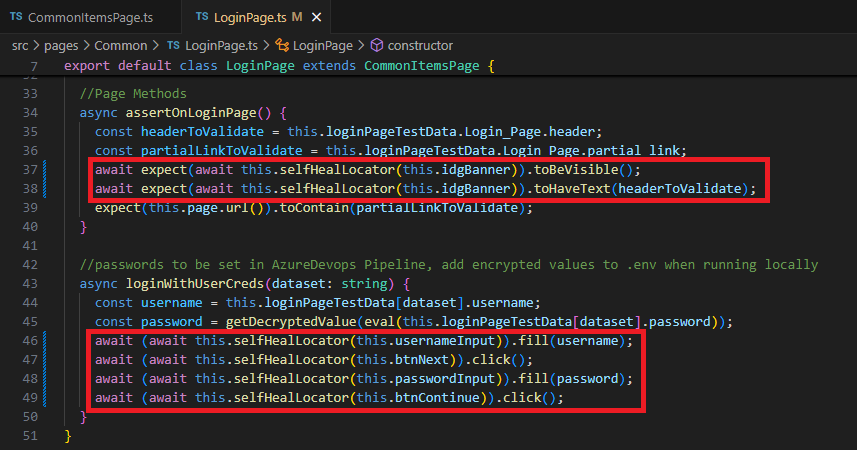 TS CommonItemsPage.ts TS LoginPage.ts M ×
src > pages > Common > TS LoginPage.ts > LoginPage > constructor
7 export default class LoginPage extends CommonItemsPage {
32
33 //Page Methods
34 async assertOnLoginPage() {
35 const headerToValidate = this.loginPageTestData.Login_Page.header;
36 const partialLinkToValidate = this.loginPageTestData.Login_Page.partial_link;
37 await expect(await this.selfHealLocator(this.idgBanner)).toBeVisible();
38 await expect(await this.selfHealLocator(this.idgBanner)).toHaveText(headerToValidate);
39 expect(this.page.url()).toContain(partialLinkToValidate);
40 }
41
42 //passwords to be set in AzureDevops Pipeline, add encrypted values to .env when running locally
43 async loginWithUserCreds(dataset: string) {
44 const username = this.loginPageTestData[dataset].username;
45 const password = getDecryptedValue(eval(this.loginPageTestData[dataset].password));
46 await (await this.selfHealLocator(this.usernameInput)).fill(username);
47 await (await this.selfHealLocator(this.btnNext)).click();
48 await (await this.selfHealLocator(this.passwordInput)).fill(password);
49 await (await this.selfHealLocator(this.btnContinue)).click();
50 }
51 }